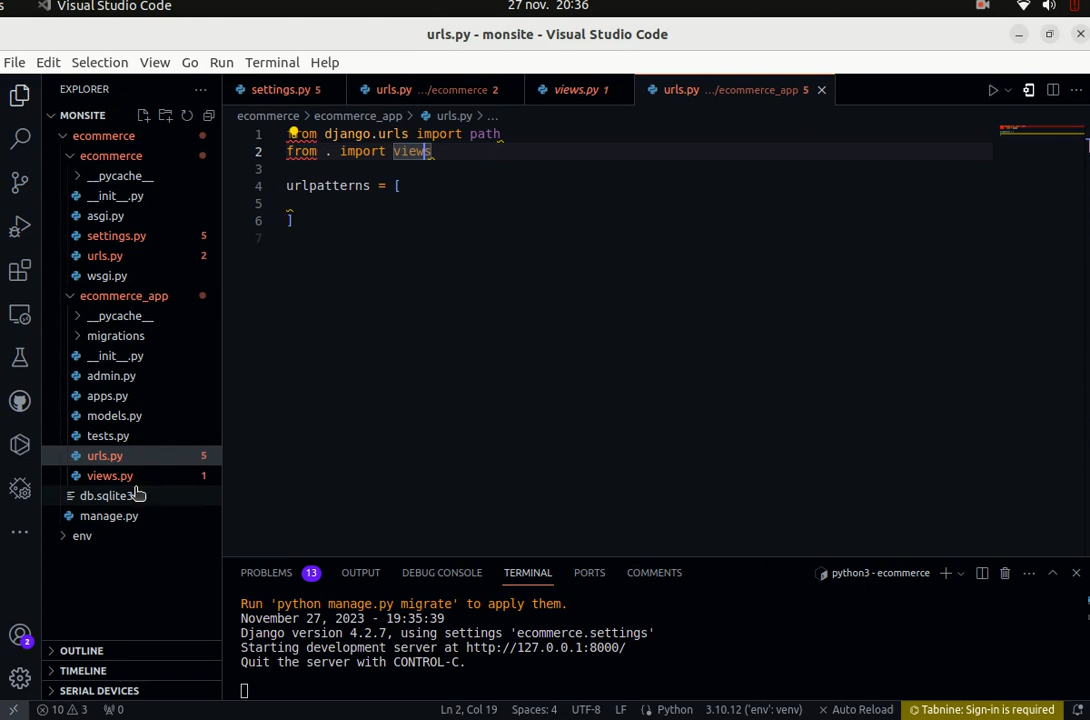 s Visual Studio Code 27 nov. 20:36
urls.py - monsite - Visual Studio Code
File Edit Selection View Go Run Terminal Help
EXPLORER ... settings.py 5 urls.py .../ecommerce 2 views.py 1 urls.py .../ecommerce_app 5
MONSITE ecommerce > ecommerce_app > urls.py > ...
ecommerce
ecommerce
__pycache__
__init__.py
asgi.py
settings.py 5
urls.py 2
wsgi.py
ecommerce_app
__pycache__
migrations
__init__.py
admin.py
apps.py
models.py
tests.py
urls.py 5
views.py 1
db.sqlite3
manage.py
env
OUTLINE
TIMELINE
SERIAL DEVICES
2
1 from django.urls import path
2 from . import views
3
4 urlpatterns = [
5
6 ]
7
PROBLEMS 13 OUTPUT DEBUG CONSOLE TERMINAL PORTS COMMENTS python3 - ecommerce
Run 'python manage.py migrate' to apply them.
November 27, 2023 - 19:35:39
Django version 4.2.7, using settings 'ecommerce.settings'
Starting development server at http://127.0.0.1:8000/
Quit the server with CONTROL-C.
10 3 0 Ln 2, Col 19 Spaces: 4 UTF-8 LF Python 3.10.12 ('env': venv) Auto Reload Tabnine: Sign-in is required